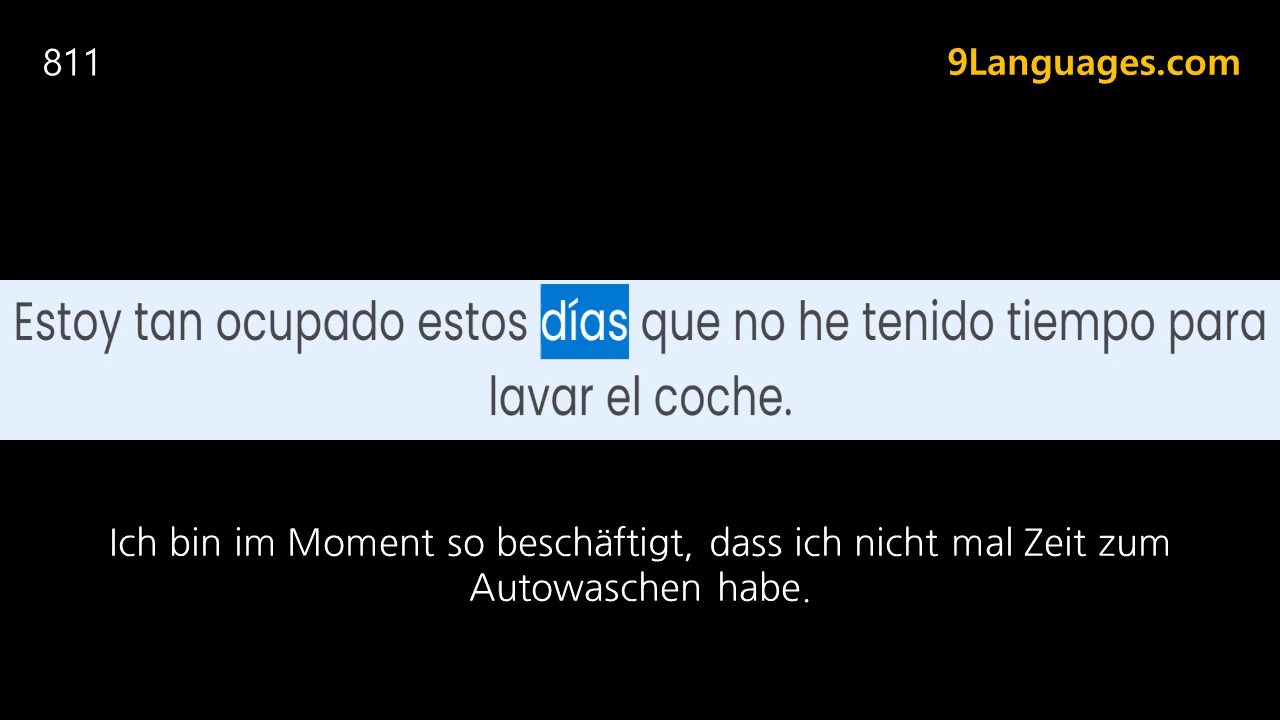 811
9Languages.com
Estoy tan ocupado estos días que no he tenido tiempo para
lavar el coche.
Ich bin im Moment so beschäftigt, dass ich nicht mal Zeit zum
Autowaschen habe.